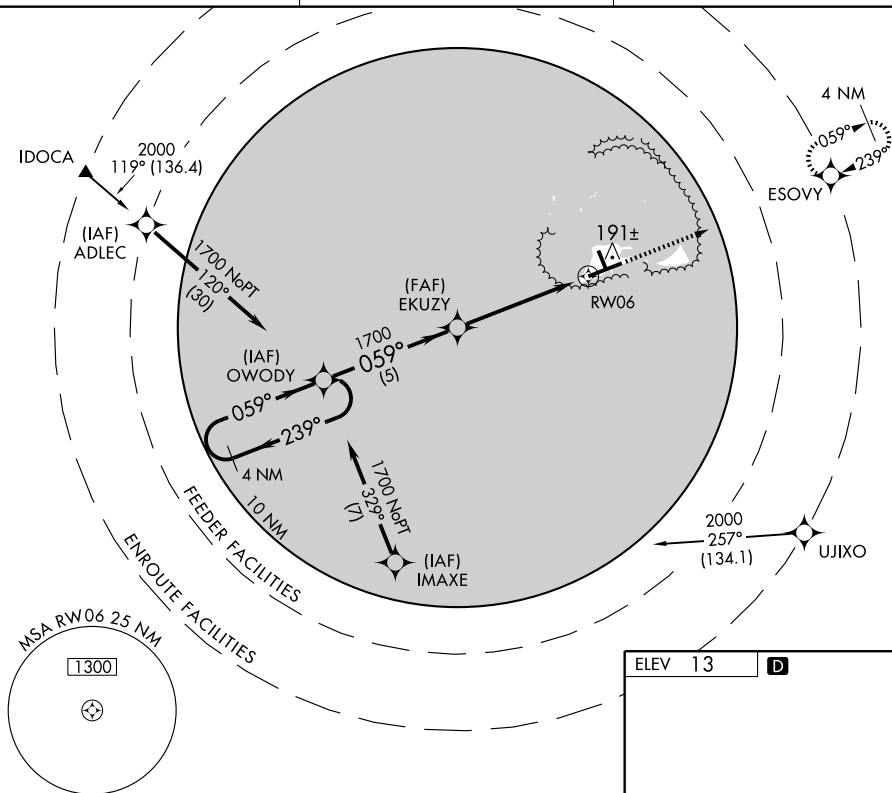 4 NM
059°
239°
ESOVY
IDOCA
2000
119° (136.4)
(IAF)
ADLEC
1700 NoPT
120°
(30)
191±
RW06
(FAF)
EKUZY
1700
059°
(5)
(IAF)
OWODY
059°
239°
4 NM
10 NM
1700 NoPT
329°
(7)
(IAF)
IMAXE
2000
257°
(134.1)
UJIXO
FEEDER FACILITIES
ENROUTE FACILITIES
MSA RW06 25 NM
1300
ELEV 13 D